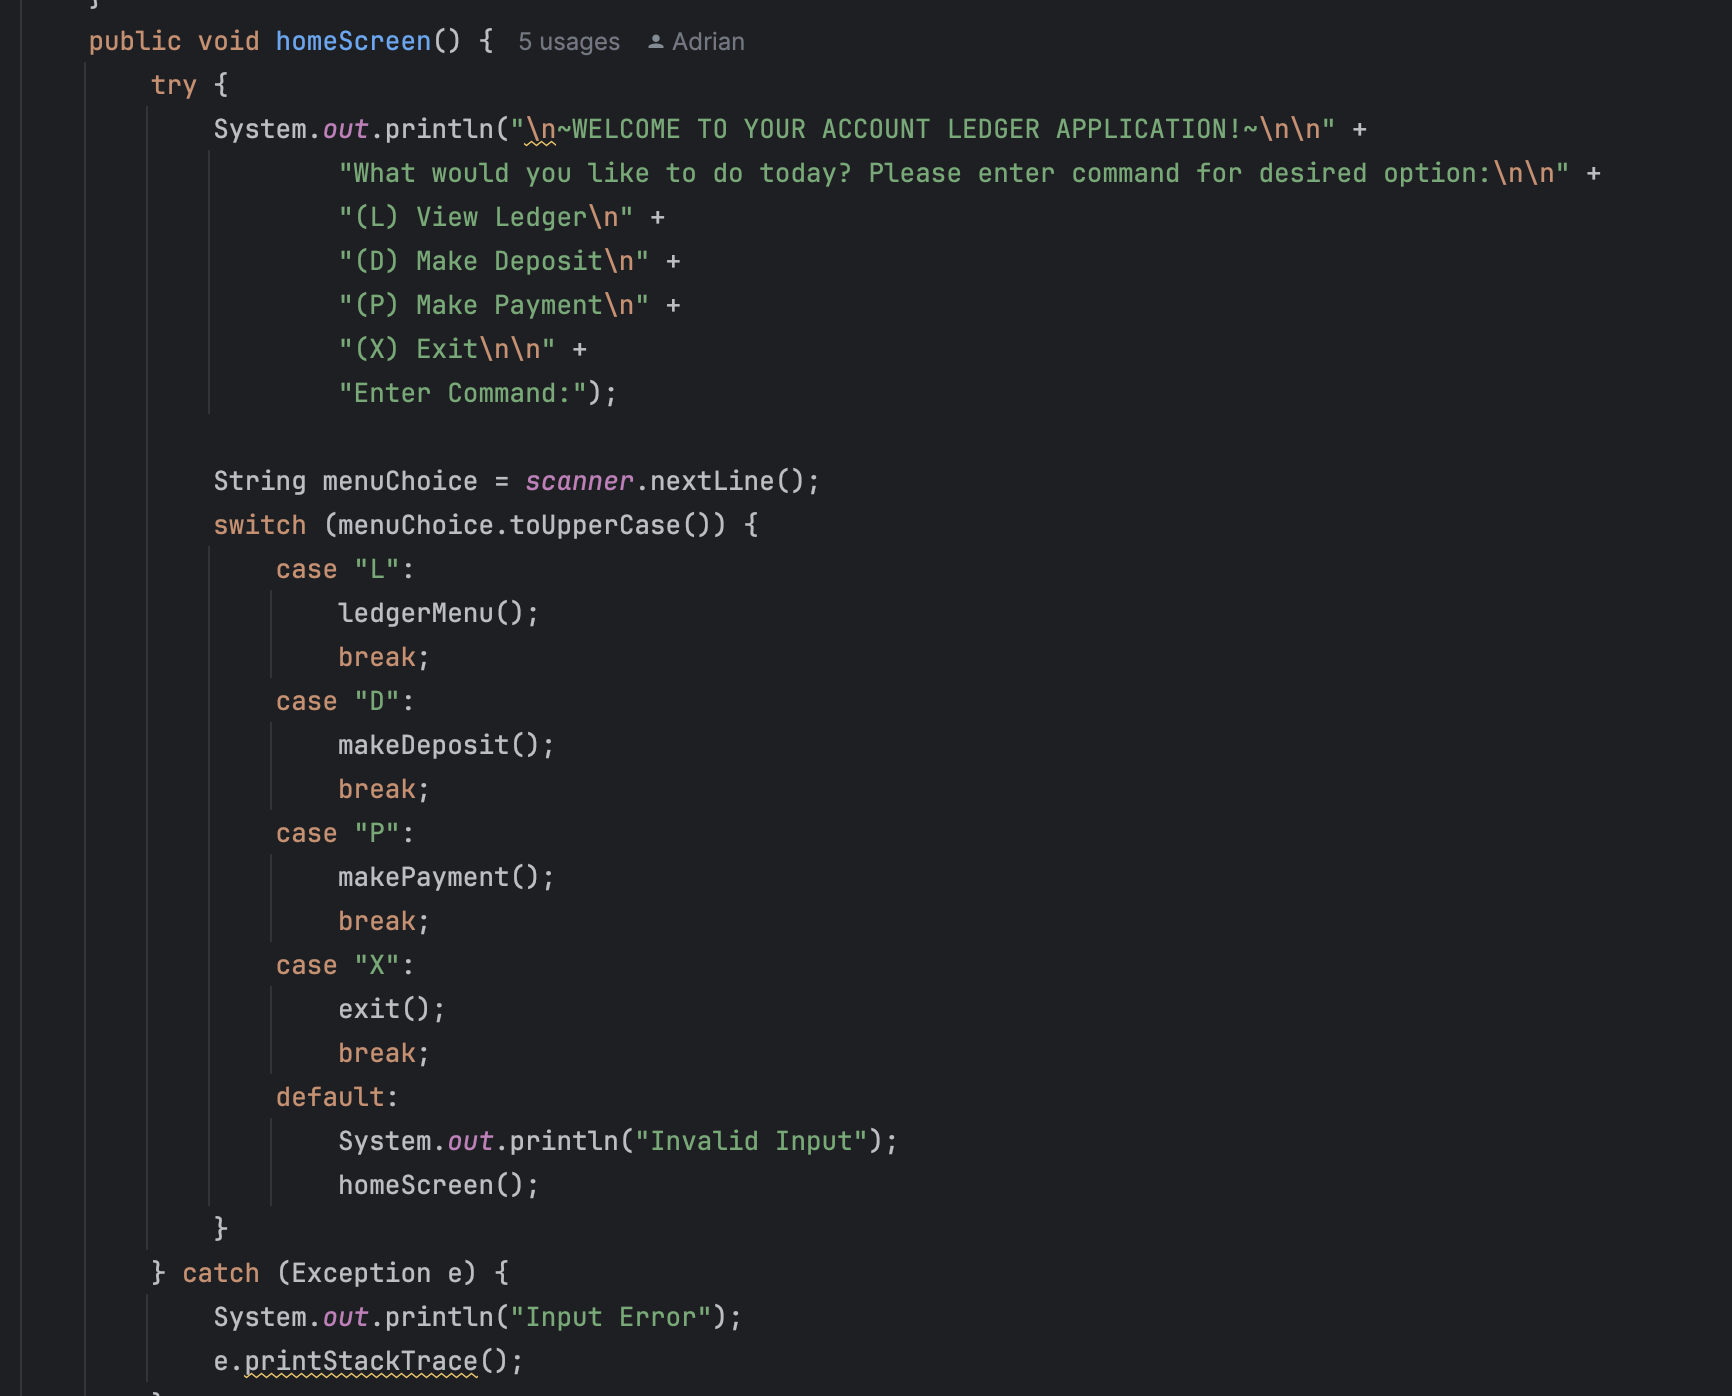 }
public void homeScreen() { 5 usages Adrian
try {
System.out.println("\n~WELCOME TO YOUR ACCOUNT LEDGER APPLICATION!~\n\n" +
"What would you like to do today? Please enter command for desired option:\n\n" +
"(L) View Ledger\n" +
"(D) Make Deposit\n" +
"(P) Make Payment\n" +
"(X) Exit\n\n" +
"Enter Command:");
String menuChoice = scanner.nextLine();
switch (menuChoice.toUpperCase()) {
case "L":
ledgerMenu();
break;
case "D":
makeDeposit();
break;
case "P":
makePayment();
break;
case "X":
exit();
break;
default:
System.out.println("Invalid Input");
homeScreen();
}
} catch (Exception e) {
System.out.println("Input Error");
e.printStackTrace();
}